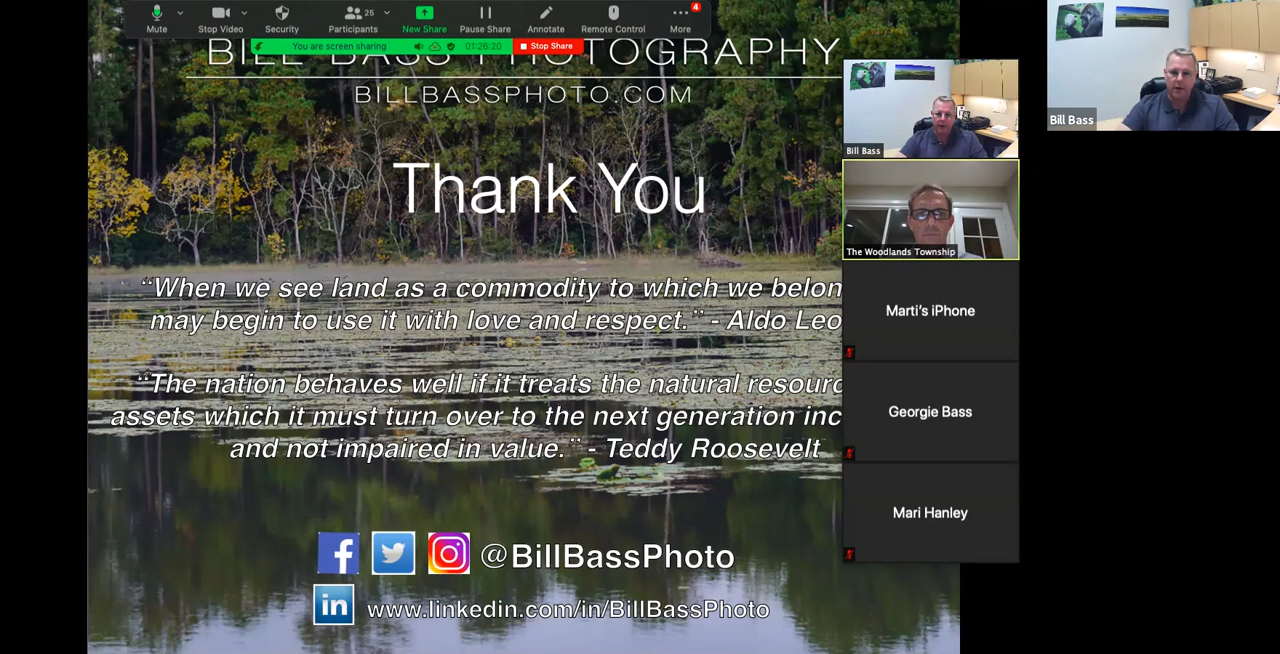 Mute
Stop Video
Security
25
Participants
New Share
Pause Share
Annotate
Remote Control
4
More
You are screen sharing
01:26:20
Stop Share
BILL BASS PHOTOGRAPHY
BILLBASSPHOTO.COM
Thank You
“When we see land as a commodity to which we belon
may begin to use it with love and respect.” - Aldo Leo
“The nation behaves well if it treats the natural resourc
assets which it must turn over to the next generation inc
and not impaired in value.” - Teddy Roosevelt
@BillBassPhoto
in www.linkedin.com/in/BillBassPhoto
Bill Bass
The Woodlands Township
Marti’s iPhone
Georgie Bass
Mari Hanley
Bill Bass